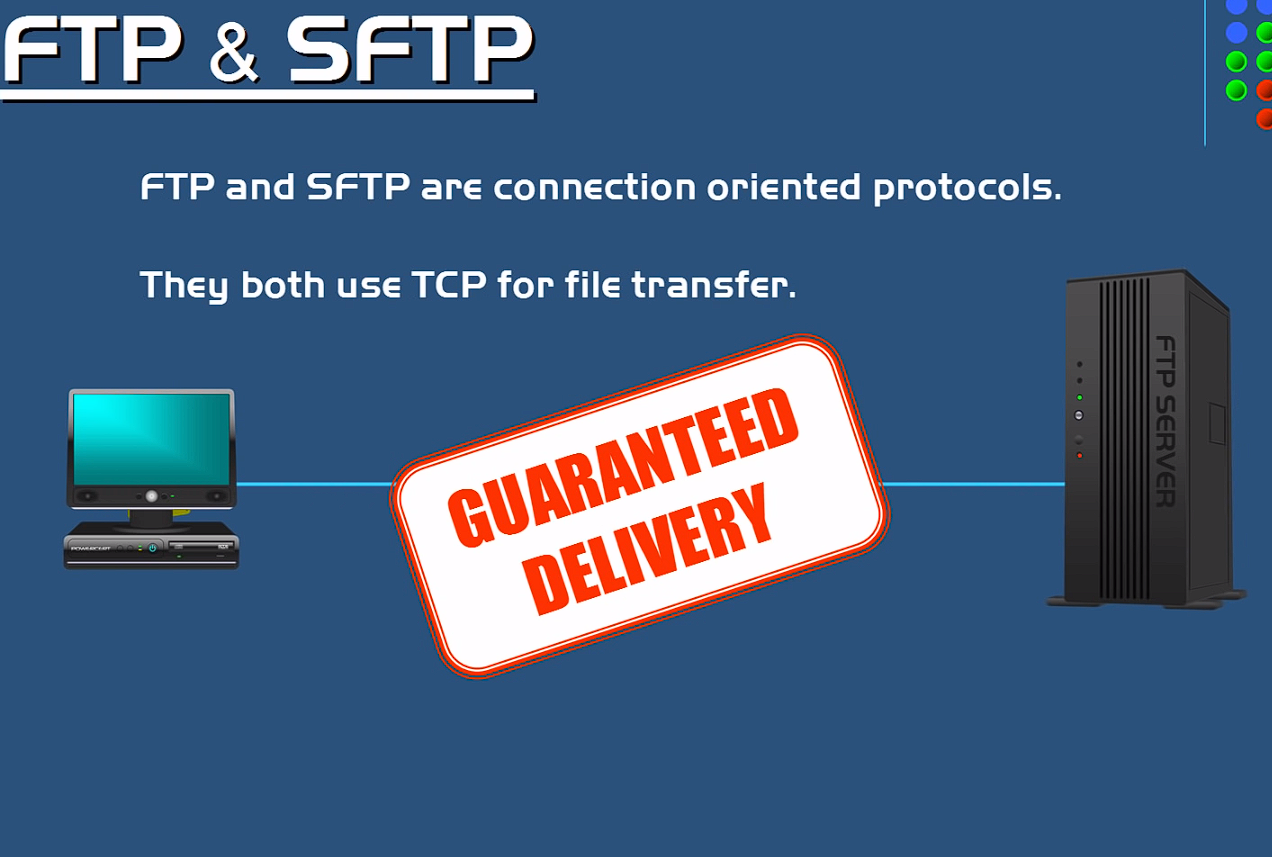 FTP & SFTP
FTP and SFTP are connection oriented protocols.
They both use TCP for file transfer.
GUARANTEED
DELIVERY
FTP SERVER
POWERCERT